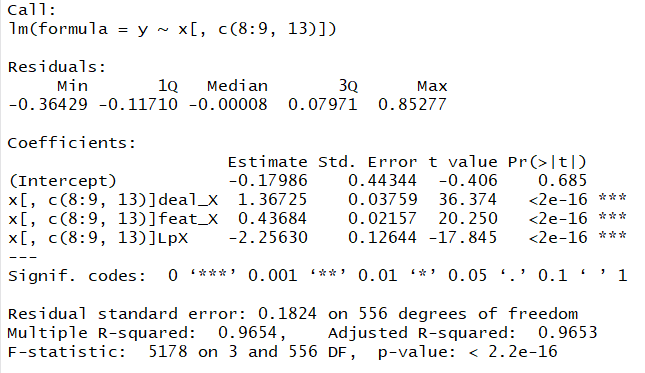 Call:
lm(formula = y ~ x[, c(8:9, 13)])
Residuals:
     Min       1Q   Median       3Q      Max
-0.36429 -0.11710 -0.00008  0.07971  0.85277
Coefficients:
                      Estimate Std. Error t value Pr(>|t|)
(Intercept)           -0.17986    0.44344  -0.406    0.685
x[, c(8:9, 13)]deal_X  1.36725    0.03759  36.374   <2e-16 ***
x[, c(8:9, 13)]feat_X  0.43684    0.02157  20.250   <2e-16 ***
x[, c(8:9, 13)]LpX    -2.25630    0.12644 -17.845   <2e-16 ***
---
Signif. codes:  0 ‘***’ 0.001 ‘**’ 0.01 ‘*’ 0.05 ‘.’ 0.1 ‘ ’ 1
Residual standard error: 0.1824 on 556 degrees of freedom
Multiple R-squared:  0.9654,    Adjusted R-squared:  0.9653
F-statistic:  5178 on 3 and 556 DF,  p-value: < 2.2e-16